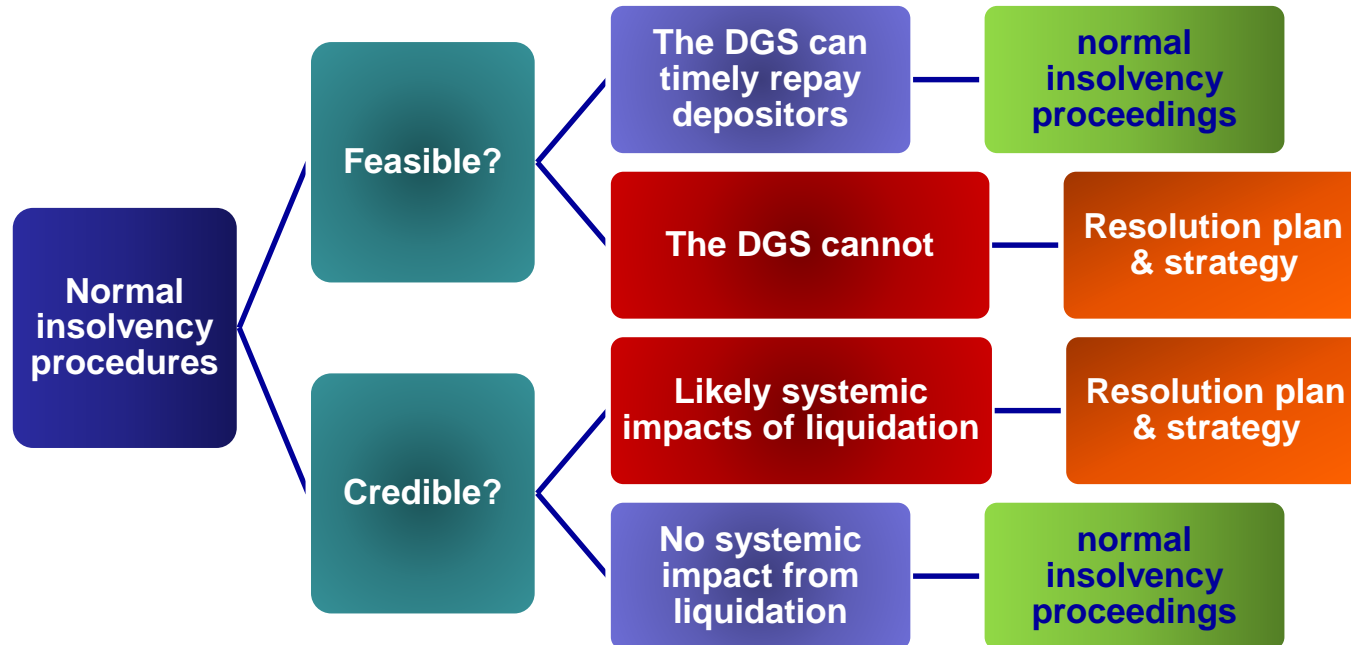 Normal
insolvency
procedures
Feasible?
The DGS can
timely repay
depositors
normal
insolvency
proceedings
The DGS cannot
Resolution plan
& strategy
Credible?
Likely systemic
impacts of liquidation
Resolution plan
& strategy
No systemic
impact from
liquidation
normal
insolvency
proceedings